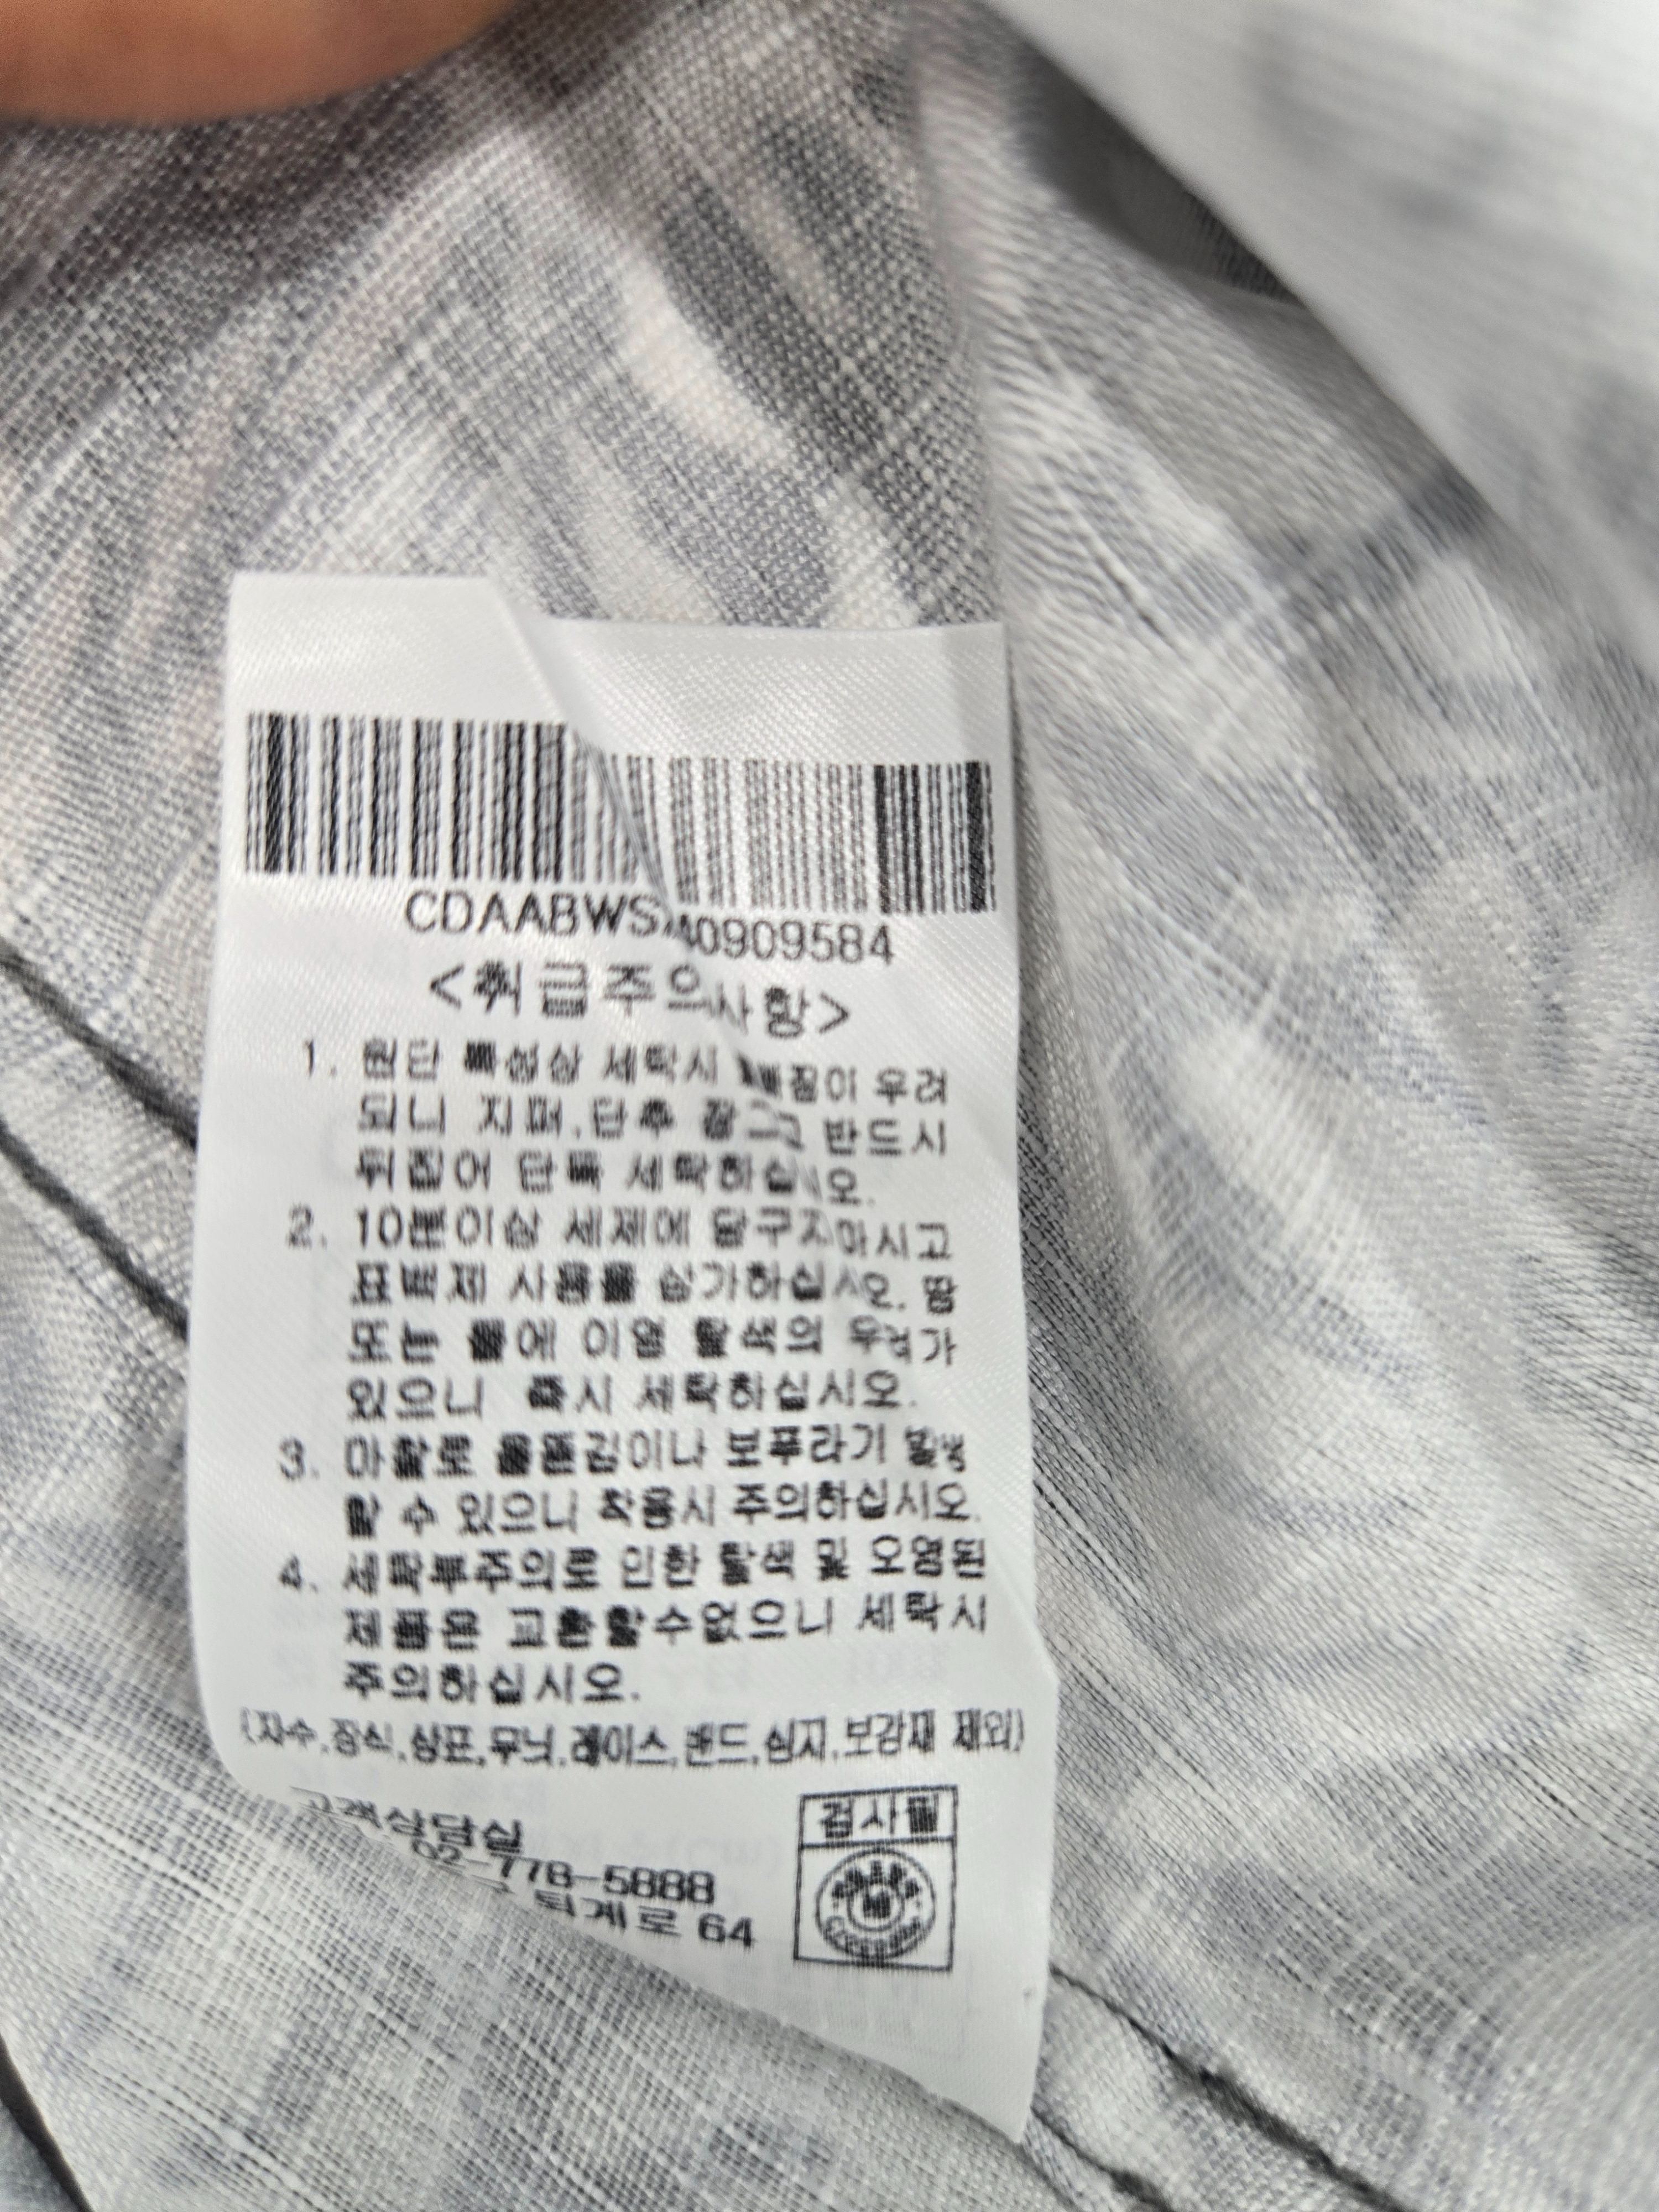 CDAABWS 40909584
<취급주의사항>
1. 원단 특성상 세탁시 빠짐이 우려
되니 지퍼,단추 잠그고 반드시
뒤집어 단독 세탁하십시오.
2. 10분이상 세제에 담구지마시고
표백제 사용을 삼가하십시오. 땀
또는 물에 이염 탈색의 우려가
있으니 즉시 세탁하십시오.
3. 마찰로 올뜯김이나 보푸라기 발생
할 수 있으니 착용시 주의하십시오.
4. 세탁부주의로 인한 탈색 및 오염된
제품은 교환할수없으니 세탁시
주의하십시오.
(자수,장식,상표,무늬,레이스,밴드,심지,보강재 제외)
고객상담실
02-778-5888
퇴계로 64
검사필